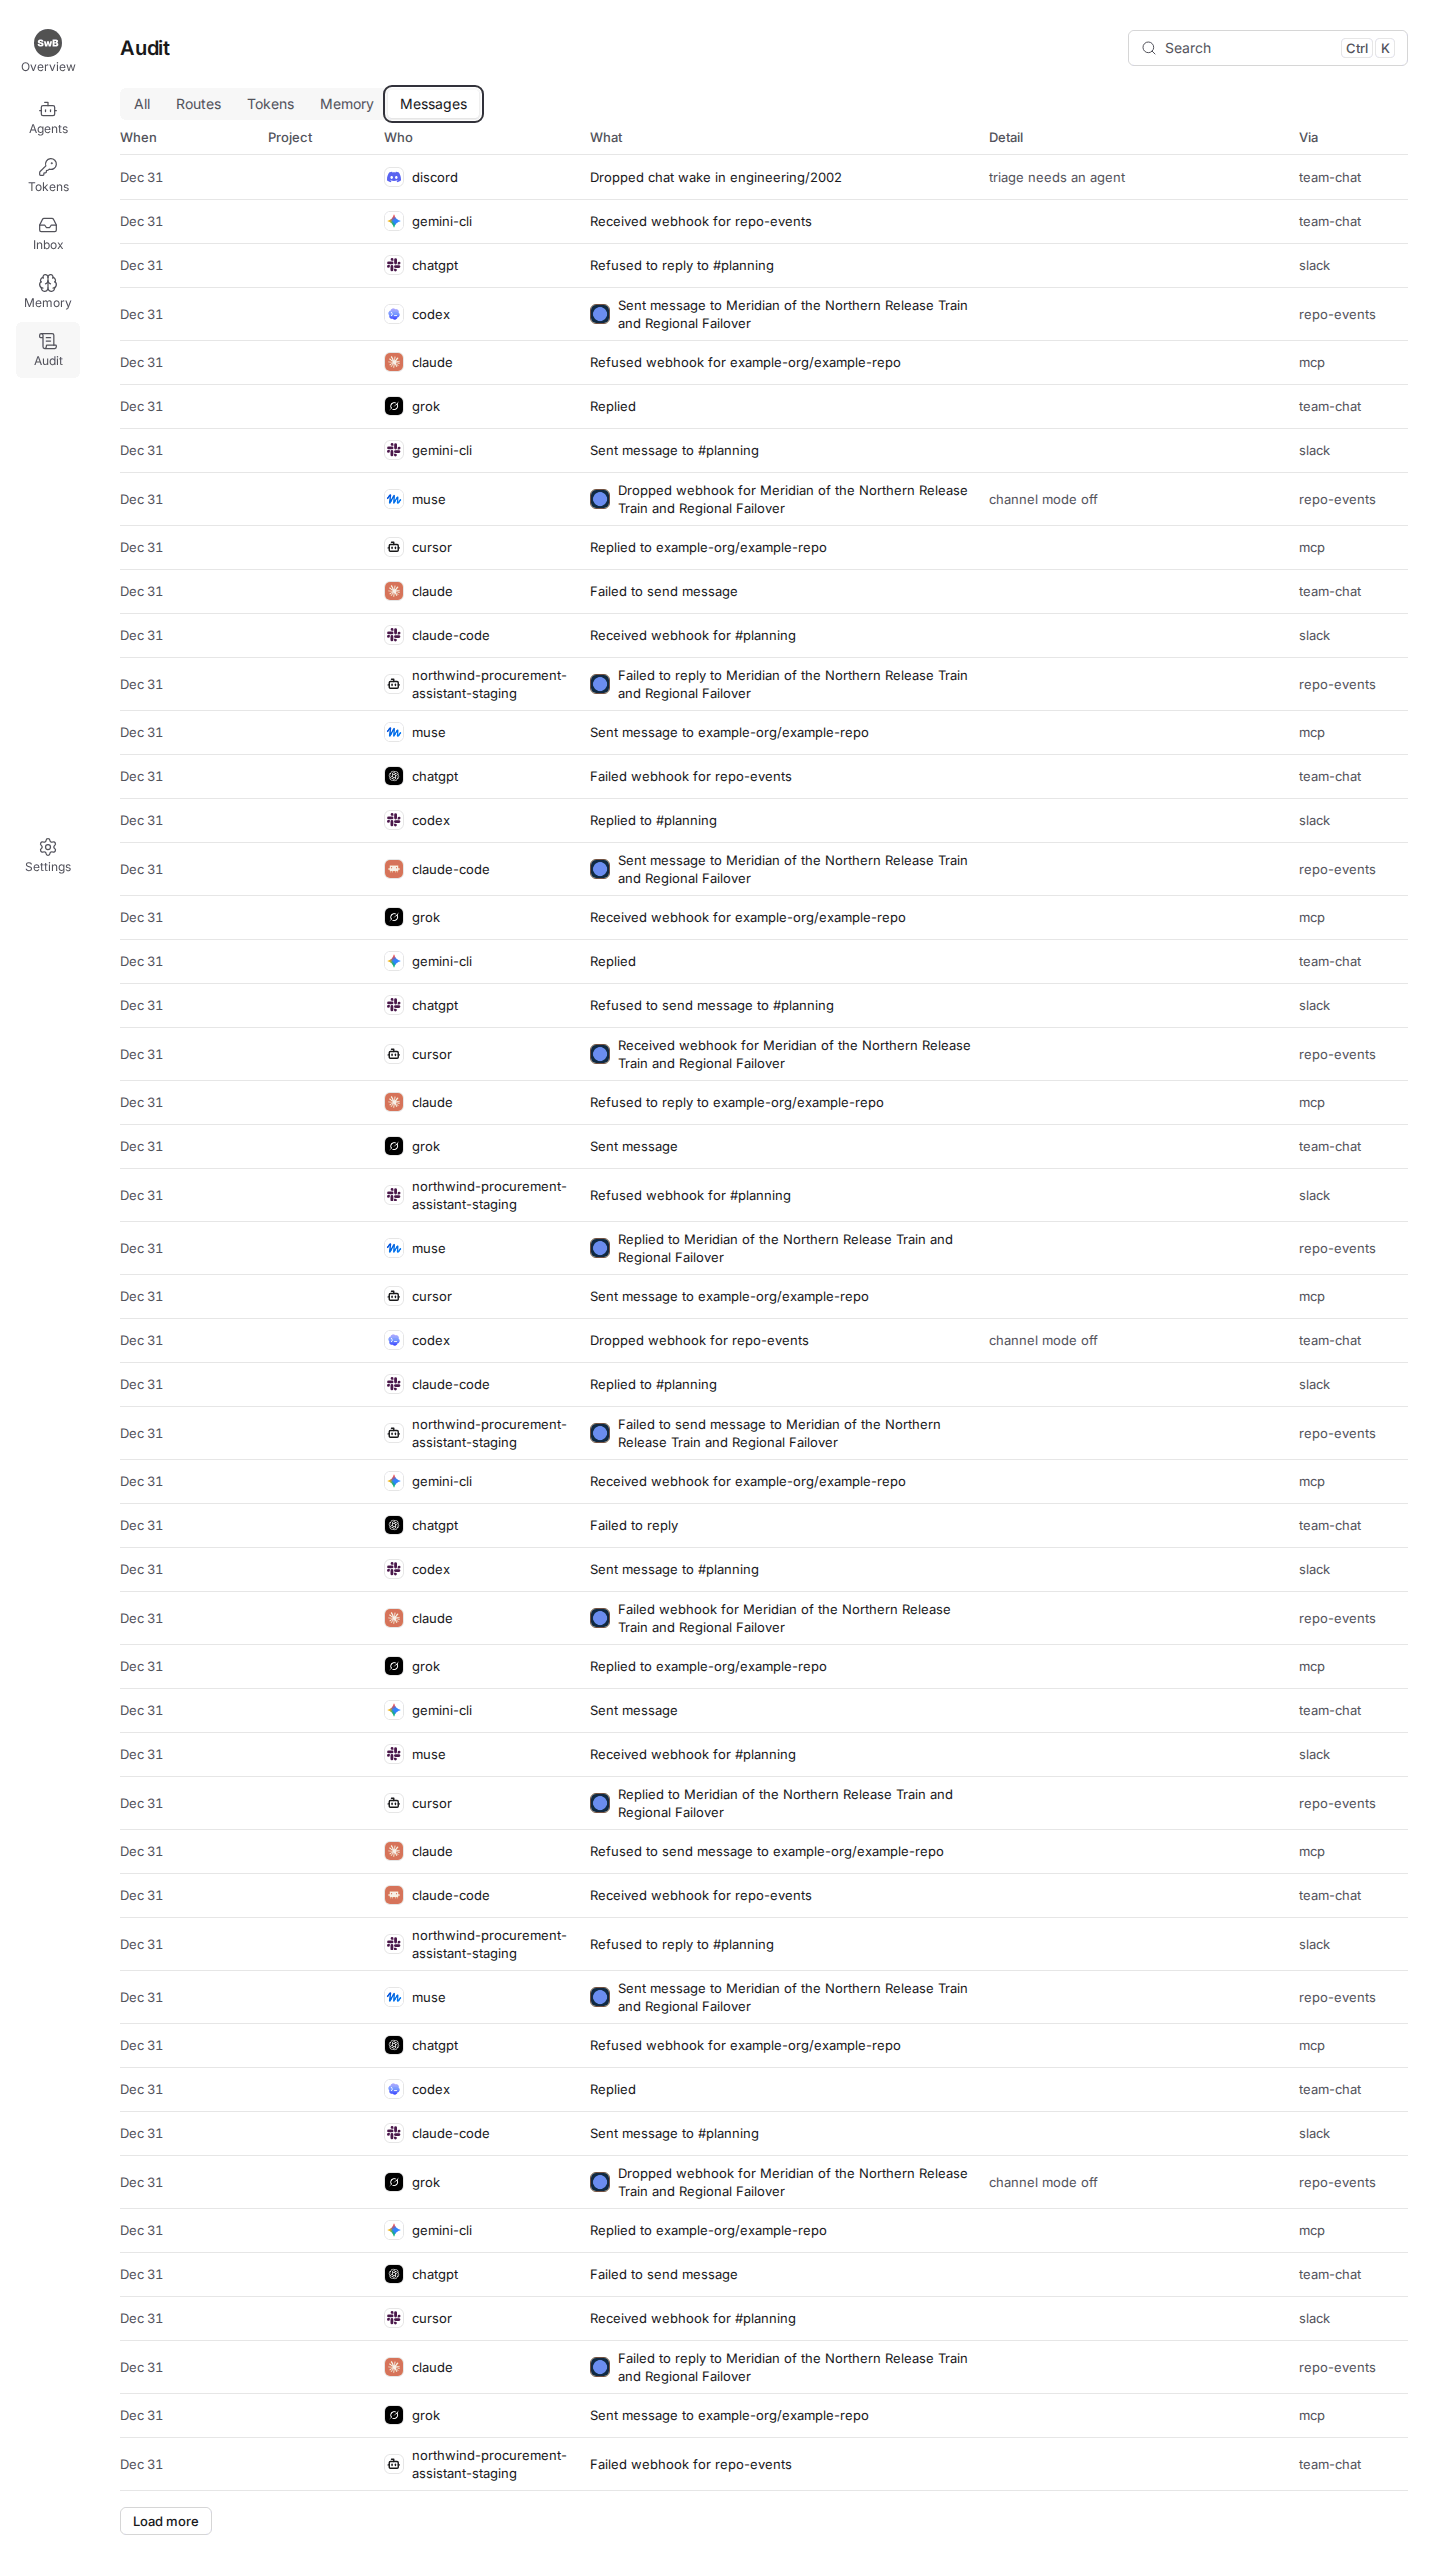 SwB
Overview
Agents
Tokens
Inbox
Memory
Audit
Settings
Audit
Search Ctrl K
All Routes Tokens Memory Messages
When Project Who What Detail Via
Dec 31 discord Dropped chat wake in engineering/2002 triage needs an agent team-chat
Dec 31 gemini-cli Received webhook for repo-events team-chat
Dec 31 chatgpt Refused to reply to #planning slack
Dec 31 codex Sent message to Meridian of the Northern Release Train
and Regional Failover repo-events
Dec 31 claude Refused webhook for example-org/example-repo mcp
Dec 31 grok Replied team-chat
Dec 31 gemini-cli Sent message to #planning slack
Dec 31 muse Dropped webhook for Meridian of the Northern Release
Train and Regional Failover channel mode off repo-events
Dec 31 cursor Replied to example-org/example-repo mcp
Dec 31 claude Failed to send message team-chat
Dec 31 claude-code Received webhook for #planning slack
Dec 31 northwind-procurement-
assistant-staging Failed to reply to Meridian of the Northern Release Train
and Regional Failover repo-events
Dec 31 muse Sent message to example-org/example-repo mcp
Dec 31 chatgpt Failed webhook for repo-events team-chat
Dec 31 codex Replied to #planning slack
Dec 31 claude-code Sent message to Meridian of the Northern Release Train
and Regional Failover repo-events
Dec 31 grok Received webhook for example-org/example-repo mcp
Dec 31 gemini-cli Replied team-chat
Dec 31 chatgpt Refused to send message to #planning slack
Dec 31 cursor Received webhook for Meridian of the Northern Release
Train and Regional Failover repo-events
Dec 31 claude Refused to reply to example-org/example-repo mcp
Dec 31 grok Sent message team-chat
Dec 31 northwind-procurement-
assistant-staging Refused webhook for #planning slack
Dec 31 muse Replied to Meridian of the Northern Release Train and
Regional Failover repo-events
Dec 31 cursor Sent message to example-org/example-repo mcp
Dec 31 codex Dropped webhook for repo-events channel mode off team-chat
Dec 31 claude-code Replied to #planning slack
Dec 31 northwind-procurement-
assistant-staging Failed to send message to Meridian of the Northern
Release Train and Regional Failover repo-events
Dec 31 gemini-cli Received webhook for example-org/example-repo mcp
Dec 31 chatgpt Failed to reply team-chat
Dec 31 codex Sent message to #planning slack
Dec 31 claude Failed webhook for Meridian of the Northern Release
Train and Regional Failover repo-events
Dec 31 grok Replied to example-org/example-repo mcp
Dec 31 gemini-cli Sent message team-chat
Dec 31 muse Received webhook for #planning slack
Dec 31 cursor Replied to Meridian of the Northern Release Train and
Regional Failover repo-events
Dec 31 claude Refused to send message to example-org/example-repo mcp
Dec 31 claude-code Received webhook for repo-events team-chat
Dec 31 northwind-procurement-
assistant-staging Refused to reply to #planning slack
Dec 31 muse Sent message to Meridian of the Northern Release Train
and Regional Failover repo-events
Dec 31 chatgpt Refused webhook for example-org/example-repo mcp
Dec 31 codex Replied team-chat
Dec 31 claude-code Sent message to #planning slack
Dec 31 grok Dropped webhook for Meridian of the Northern Release
Train and Regional Failover channel mode off repo-events
Dec 31 gemini-cli Replied to example-org/example-repo mcp
Dec 31 chatgpt Failed to send message team-chat
Dec 31 cursor Received webhook for #planning slack
Dec 31 claude Failed to reply to Meridian of the Northern Release Train
and Regional Failover repo-events
Dec 31 grok Sent message to example-org/example-repo mcp
Dec 31 northwind-procurement-
assistant-staging Failed webhook for repo-events team-chat
Load more